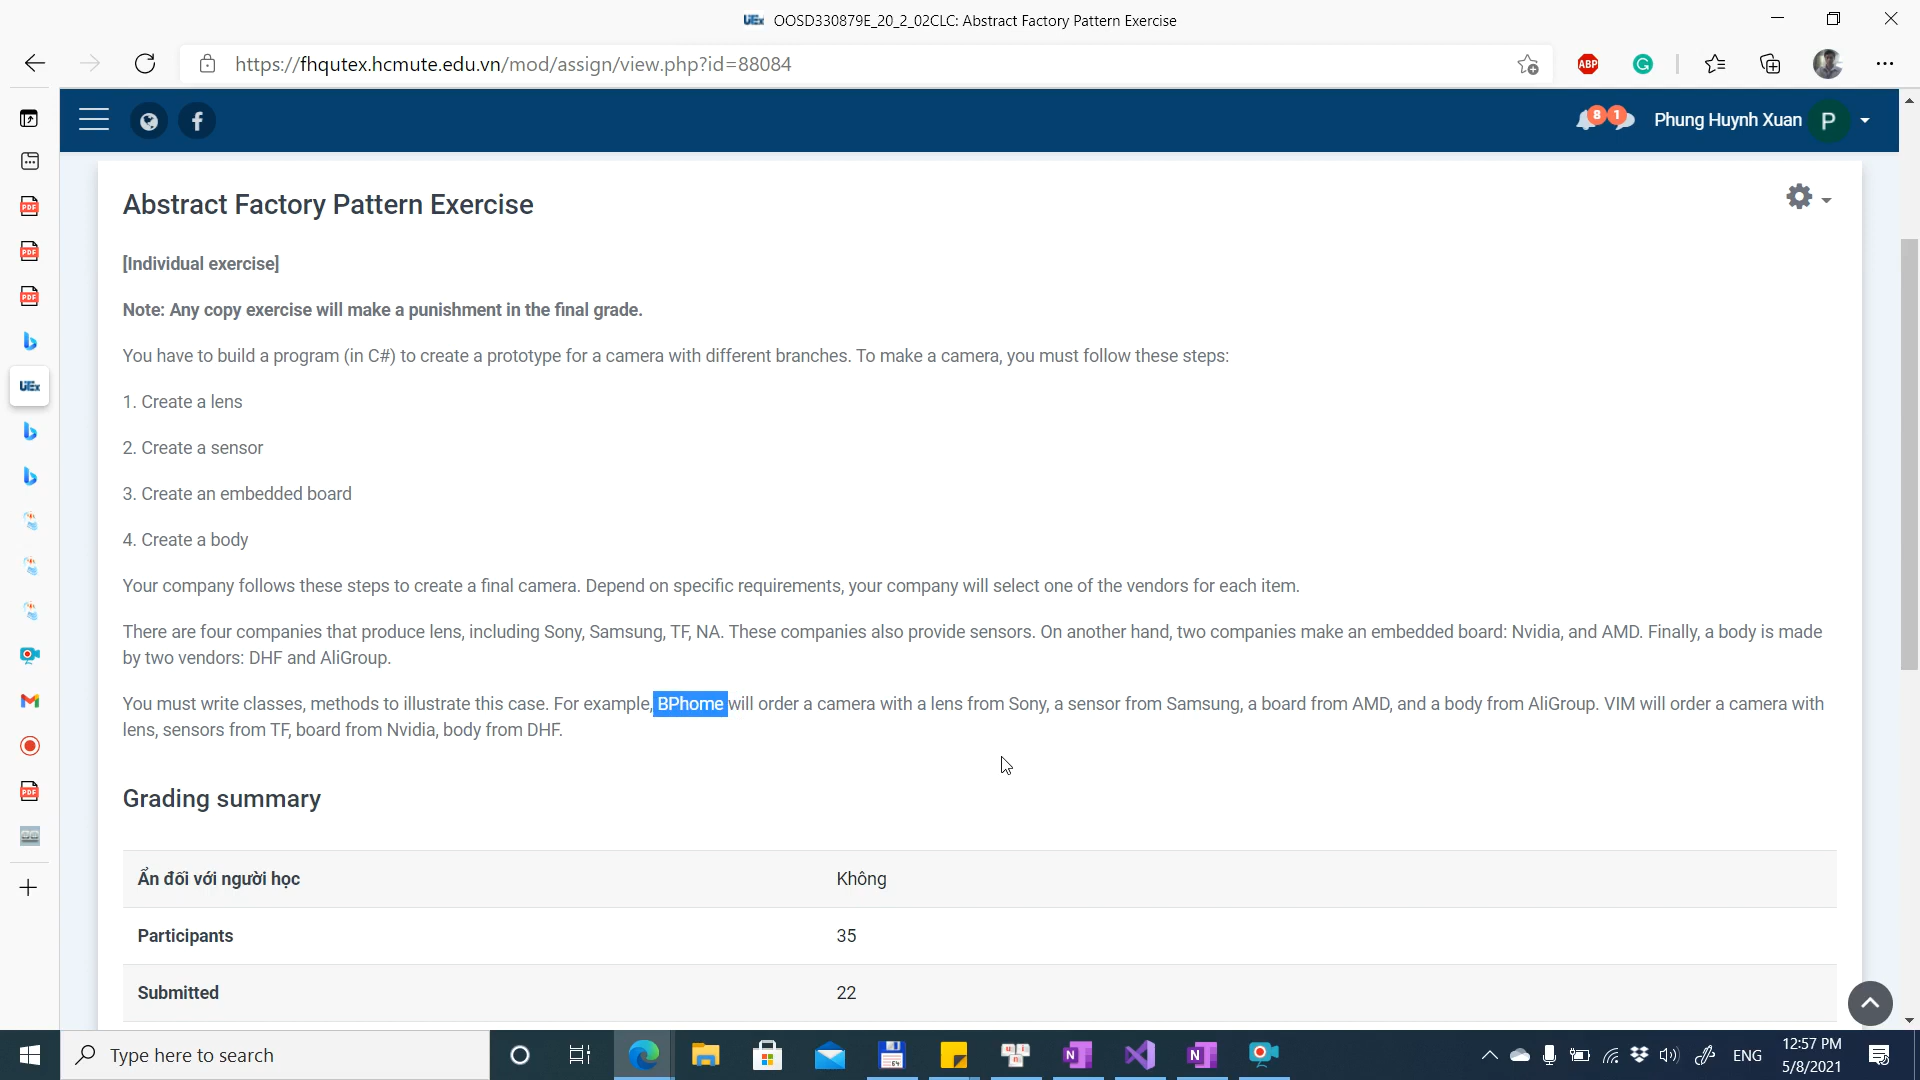 UEx OOSD330879E_20_2_02CLC: Abstract Factory Pattern Exercise
https://fhqutex.hcmute.edu.vn/mod/assign/view.php?id=88084
ABP
8
1
Phung Huynh Xuan
P
Abstract Factory Pattern Exercise
[Individual exercise]
Note: Any copy exercise will make a punishment in the final grade.
You have to build a program (in C#) to create a prototype for a camera with different branches. To make a camera, you must follow these steps:
1. Create a lens
2. Create a sensor
3. Create an embedded board
4. Create a body
Your company follows these steps to create a final camera. Depend on specific requirements, your company will select one of the vendors for each item.
There are four companies that produce lens, including Sony, Samsung, TF, NA. These companies also provide sensors. On another hand, two companies make an embedded board: Nvidia, and AMD. Finally, a body is made
by two vendors: DHF and AliGroup.
You must write classes, methods to illustrate this case. For example, BPhome will order a camera with a lens from Sony, a sensor from Samsung, a board from AMD, and a body from AliGroup. VIM will order a camera with
lens, sensors from TF, board from Nvidia, body from DHF.
Grading summary
Ẩn đối với người học Không
Participants 35
Submitted 22
PDF
PDF
PDF
UEx
PDF
Type here to search
ENG
12:57 PM
5/8/2021